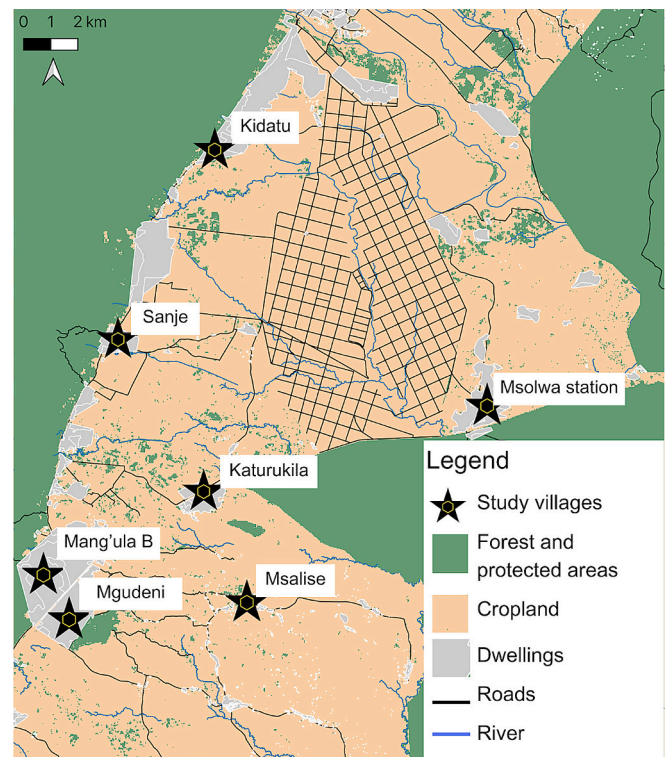 0 1 2 km
Kidatu
Sanje
Msolwa station
Katurukila
Mang'ula B
Mgudeni
Msalise
Legend
Study villages
Forest and
protected areas
Cropland
Dwellings
Roads
River